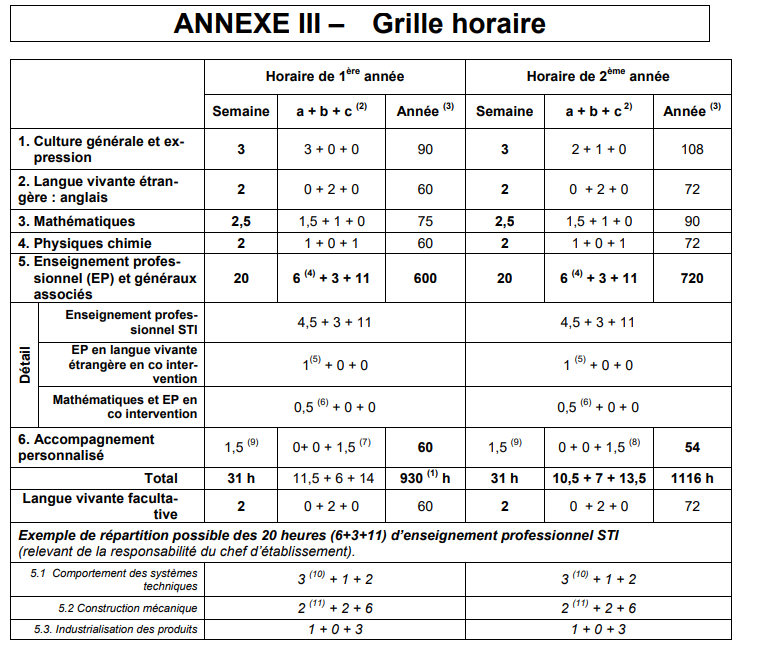 ANNEXE III – Grille horaire
Horaire de 1ère année Horaire de 2ème année
Semaine a + b + c (2) Année (3) Semaine a + b + c 2) Année (3)
1. Culture générale et ex-
pression
3 3 + 0 + 0 90 3 2 + 1 + 0 108
2. Langue vivante étran-
gère : anglais
2 0 + 2 + 0 60 2 0 + 2 + 0 72
3. Mathématiques 2,5 1,5 + 1 + 0 75 2,5 1,5 + 1 + 0 90
4. Physiques chimie 2 1 + 0 + 1 60 2 1 + 0 + 1 72
5. Enseignement profes-
sionnel (EP) et généraux
associés
20 6 (4) + 3 + 11 600 20 6 (4) + 3 + 11 720
Détail
Enseignement profes-
sionnel STI
4,5 + 3 + 11 4,5 + 3 + 11
EP en langue vivante
étrangère en co inter-
vention
1(5) + 0 + 0 1 (5) + 0 + 0
Mathématiques et EP en
co intervention
0,5 (6) + 0 + 0 0,5 (6) + 0 + 0
6. Accompagnement
personnalisé
1,5 (9) 0+ 0 + 1,5 (7) 60 1,5 (9) 0 + 0 + 1,5 (8) 54
Total 31 h 11,5 + 6 + 14 930 (1) h 31 h 10,5 + 7 + 13,5 1116 h
Langue vivante faculta-
tive
2 0 + 2 + 0 60 2 0 + 2 + 0 72
Exemple de répartition possible des 20 heures (6+3+11) d’enseignement professionnel STI
(relevant de la responsabilité du chef d’établissement).
5.1 Comportement des systèmes
techniques
3 (10) + 1 + 2 3 (10) + 1 + 2
5.2 Construction mécanique 2 (11) + 2 + 6 2 (11) + 2 + 6
5.3. Industrialisation des produits 1 + 0 + 3 1 + 0 + 3